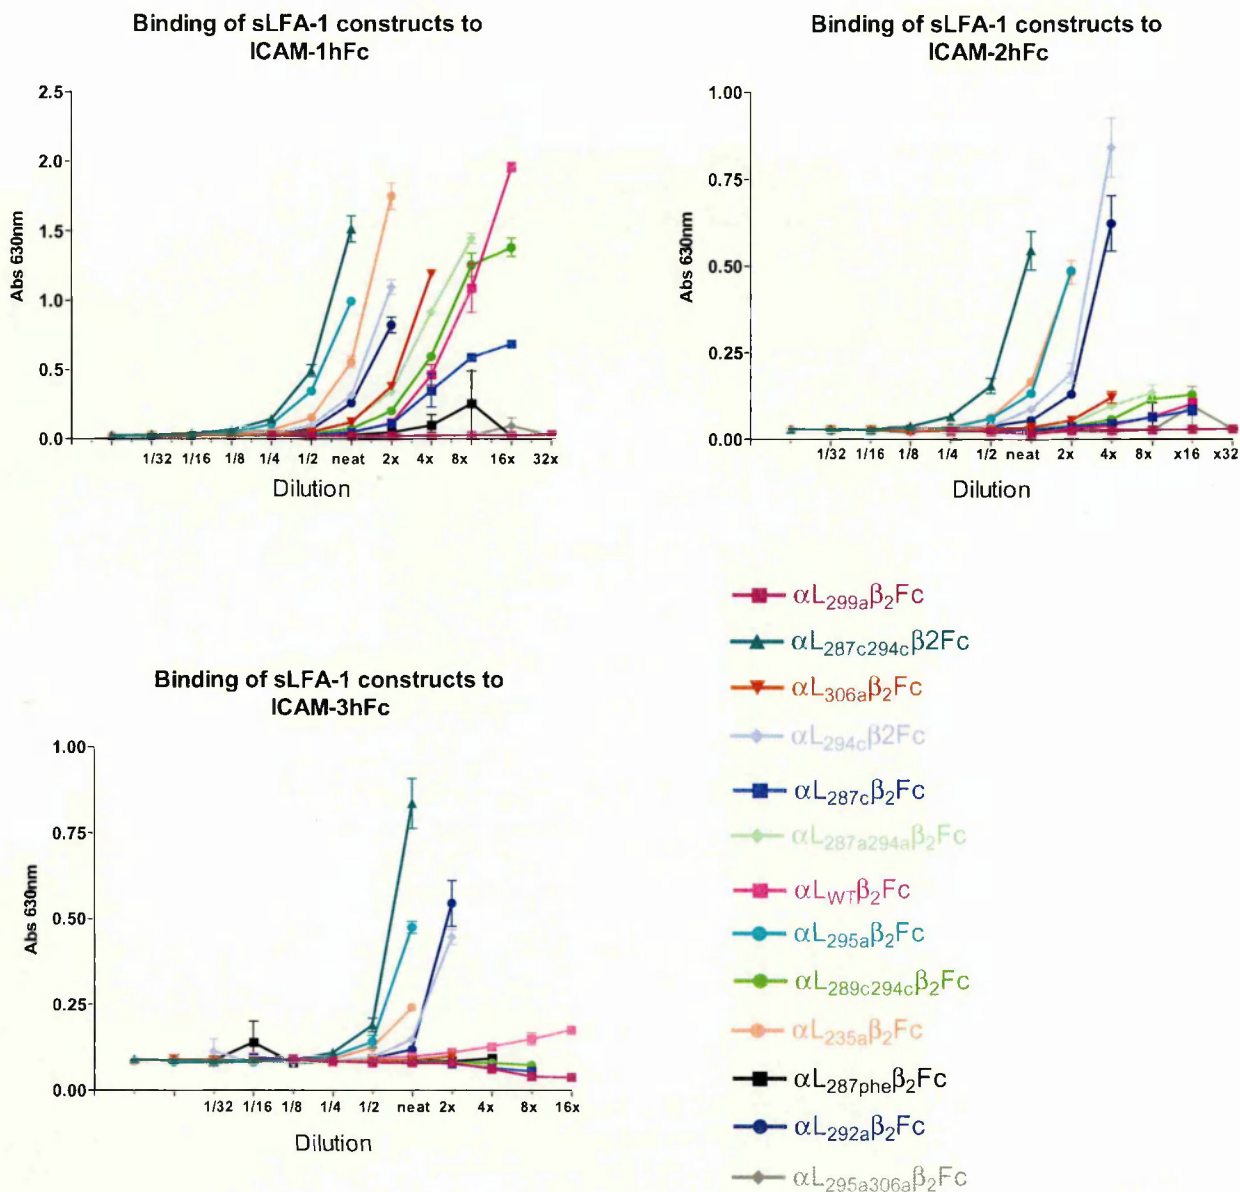 Binding of sLFA-1 constructs to
ICAM-1hFc
Abs 630nm
2.5
2.0
1.5
1.0
0.5
0.0
1/32 1/16 1/8 1/4 1/2 neat 2x 4x 8x 16x 32x
Dilution
Binding of sLFA-1 constructs to
ICAM-2hFc
Abs 630nm
1.00
0.75
0.50
0.25
0.00
1/32 1/16 1/8 1/4 1/2 neat 2x 4x 8x x16 x32
Dilution
Binding of sLFA-1 constructs to
ICAM-3hFc
Abs 630nm
1.00
0.75
0.50
0.25
0.00
1/32 1/16 1/8 1/4 1/2 neat 2x 4x 8x 16x
Dilution
αL299aβ2Fc
αL287c294cβ2Fc
αL306aβ2Fc
αL294cβ2Fc
αL287cβ2Fc
αL287a294aβ2Fc
αLWTβ2Fc
αL295aβ2Fc
αL289c294cβ2Fc
αL235aβ2Fc
αL287pheβ2Fc
αL292aβ2Fc
αL295a306aβ2Fc